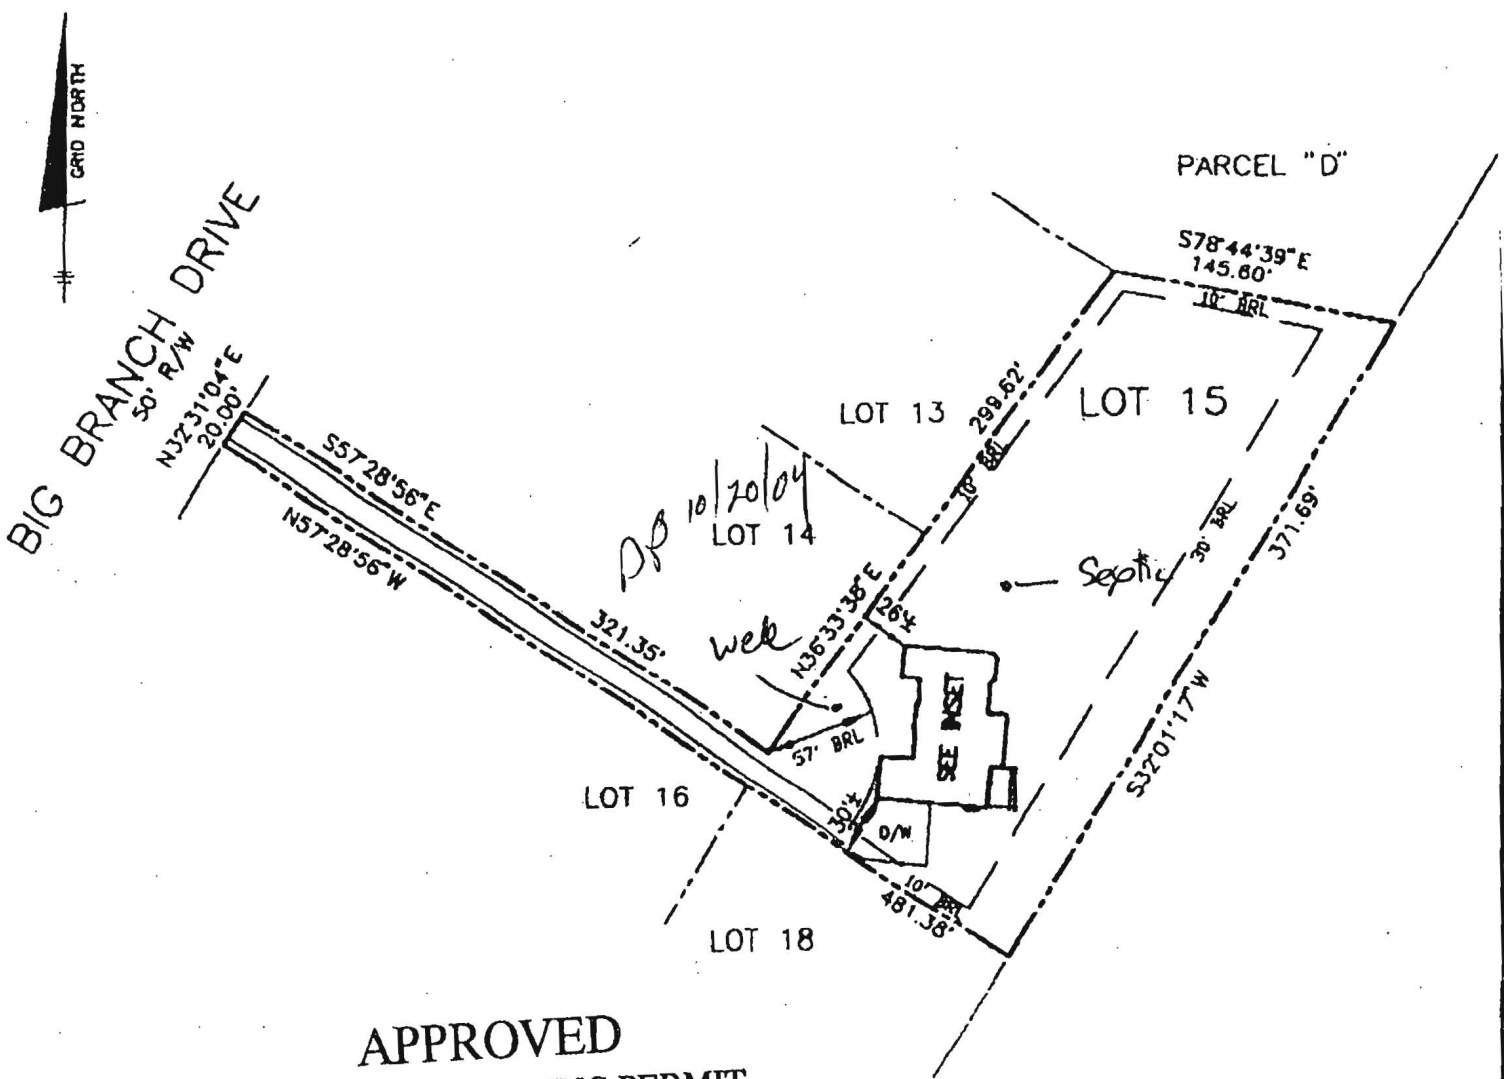 GRID NORTH
PARCEL "D"
S78°44'39"E
145.60'
10' BRL
BIG BRANCH DRIVE
50' R/W
N32°31'04"E
20.00'
S57°28'56"E
N57°28'56"W
321.35'
LOT 13
299.62'
10' BRL
LOT 15
10/20/04
LOT 14
N36°33'38"E
26'±
Septic
30' BRL
371.69'
S32°01'17"W
well
57' BRL
SEE INSET
LOT 16
30'±
D/W
10' BRL
481.38'
LOT 18
APPROVED
PERMIT